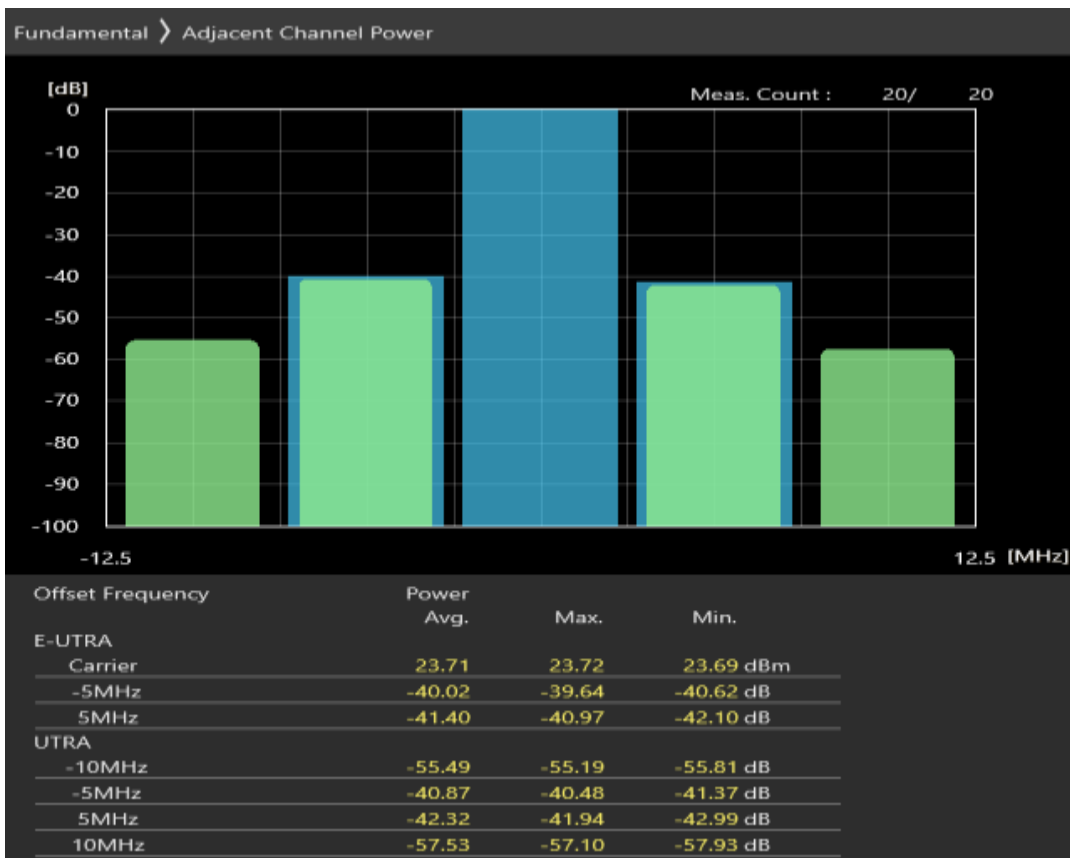 Fundamental 〉 Adjacent Channel Power
[dB]
Meas. Count : 20/ 20
0
-10
-20
-30
-40
-50
-60
-70
-80
-90
-100
-12.5 12.5 [MHz]
Offset Frequency Power
Avg. Max. Min.
E-UTRA
Carrier 23.71 23.72 23.69 dBm
-5MHz -40.02 -39.64 -40.62 dB
5MHz -41.40 -40.97 -42.10 dB
UTRA
-10MHz -55.49 -55.19 -55.81 dB
-5MHz -40.87 -40.48 -41.37 dB
5MHz -42.32 -41.94 -42.99 dB
10MHz -57.53 -57.10 -57.93 dB